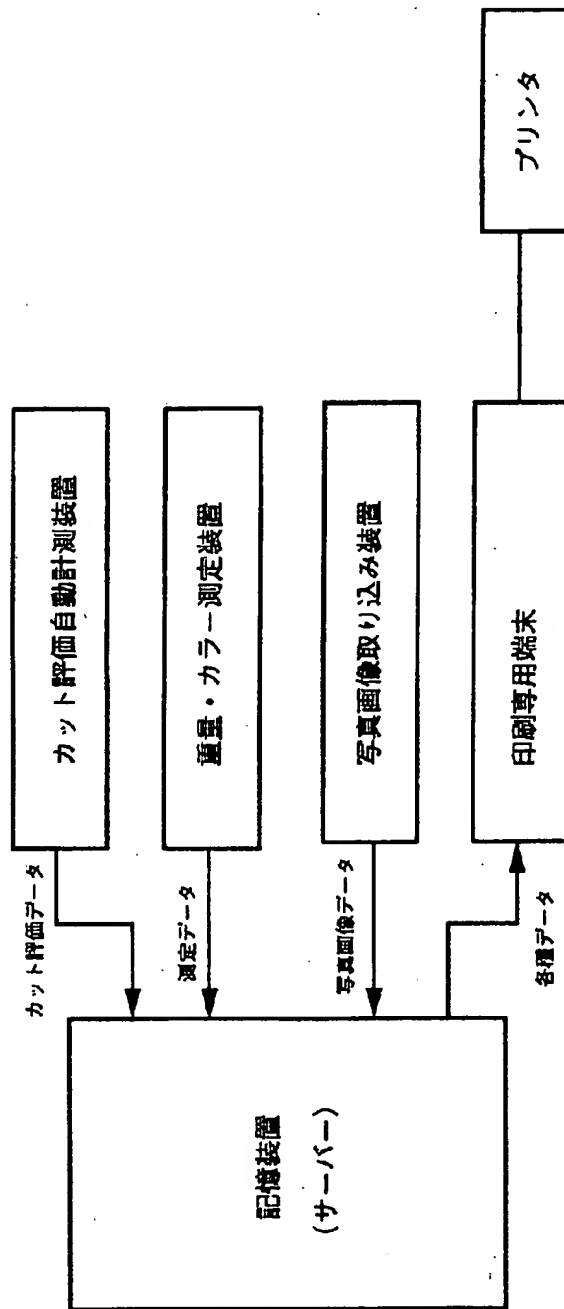 カット評価自動計測装置
カット評価データ
重量・カラー測定装置
測定データ
写真画像取り込み装置
写真画像データ
印刷専用端末
各種データ
プリンタ
記憶装置
(サーバー)